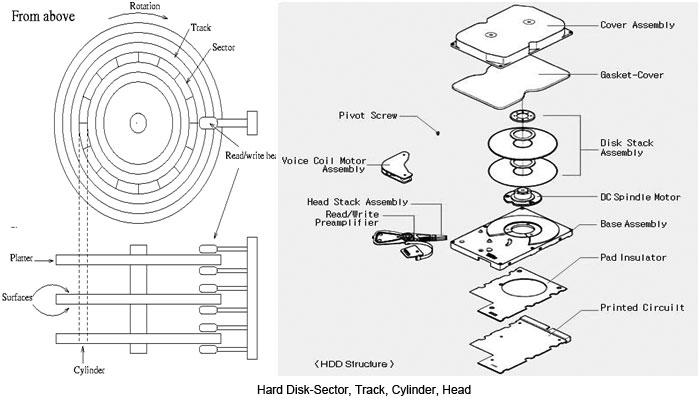 From above
Rotation
Track
Sector
Read/write hea
Platter
Surfaces
Cylinder
Cover Assembly
Gasket-Cover
Pivot Screw
Disk Stack
Assembly
Voice Coil Motor
Assembly
DC Spindle Motor
Head Stack Assembly
Read/Write
Preamplifier
Base Assembly
Pad Insulator
Printed Circuilt
〈HDD Structure〉
Hard Disk-Sector, Track, Cylinder, Head